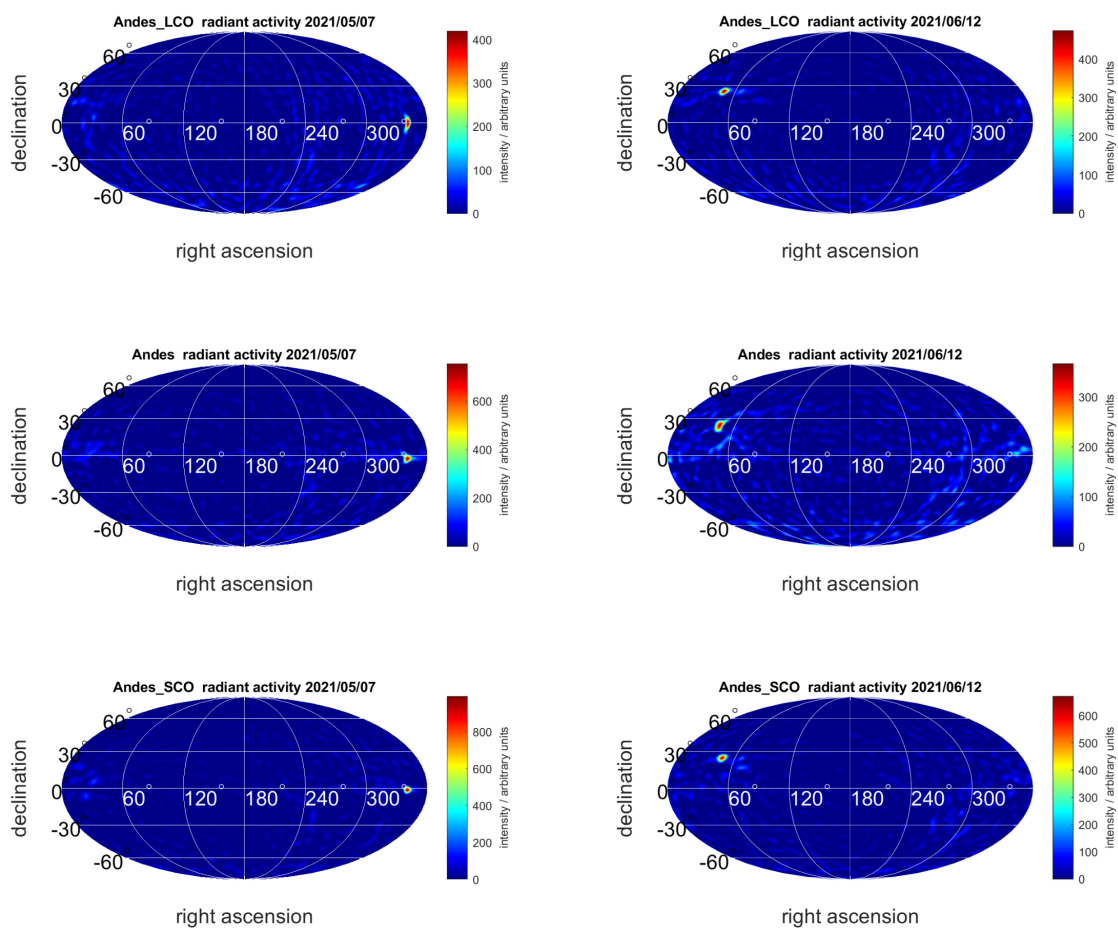 Andes_LCO radiant activity 2021/05/07
declination
60°
30°
0
-30°
-60°
60° 120° 180° 240° 300°
right ascension
400
300
200
100
0
intensity / arbitrary units
Andes_LCO radiant activity 2021/06/12
declination
60°
30°
0
-30°
-60°
60° 120° 180° 240° 300°
right ascension
400
300
200
100
0
intensity / arbitrary units
Andes radiant activity 2021/05/07
declination
60°
30°
0
-30°
-60°
60° 120° 180° 240° 300°
right ascension
600
400
200
0
intensity / arbitrary units
Andes radiant activity 2021/06/12
declination
60°
30°
0
-30°
-60°
60° 120° 180° 240° 300°
right ascension
300
200
100
0
intensity / arbitrary units
Andes_SCO radiant activity 2021/05/07
declination
60°
30°
0
-30°
-60°
60° 120° 180° 240° 300°
right ascension
800
600
400
200
0
intensity / arbitrary units
Andes_SCO radiant activity 2021/06/12
declination
60°
30°
0
-30°
-60°
60° 120° 180° 240° 300°
right ascension
600
500
400
300
200
100
0
intensity / arbitrary units